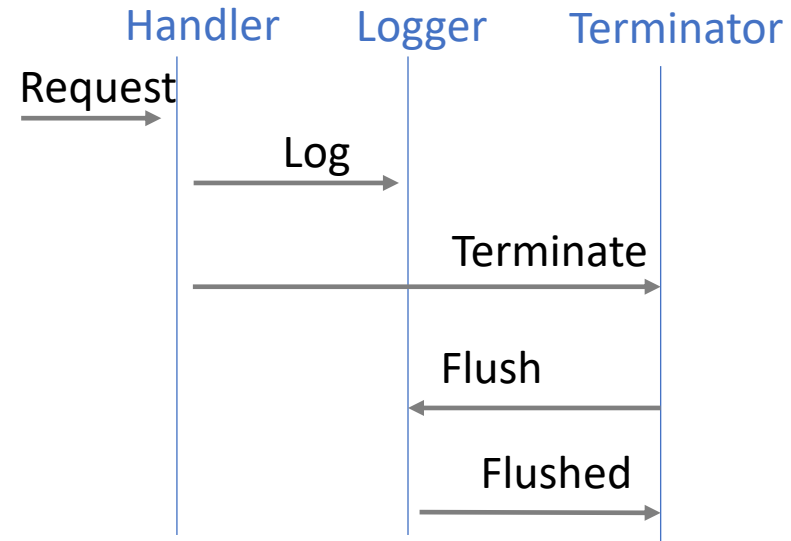 Handler Logger Terminator
Request
Log
Terminate
Flush
Flushed